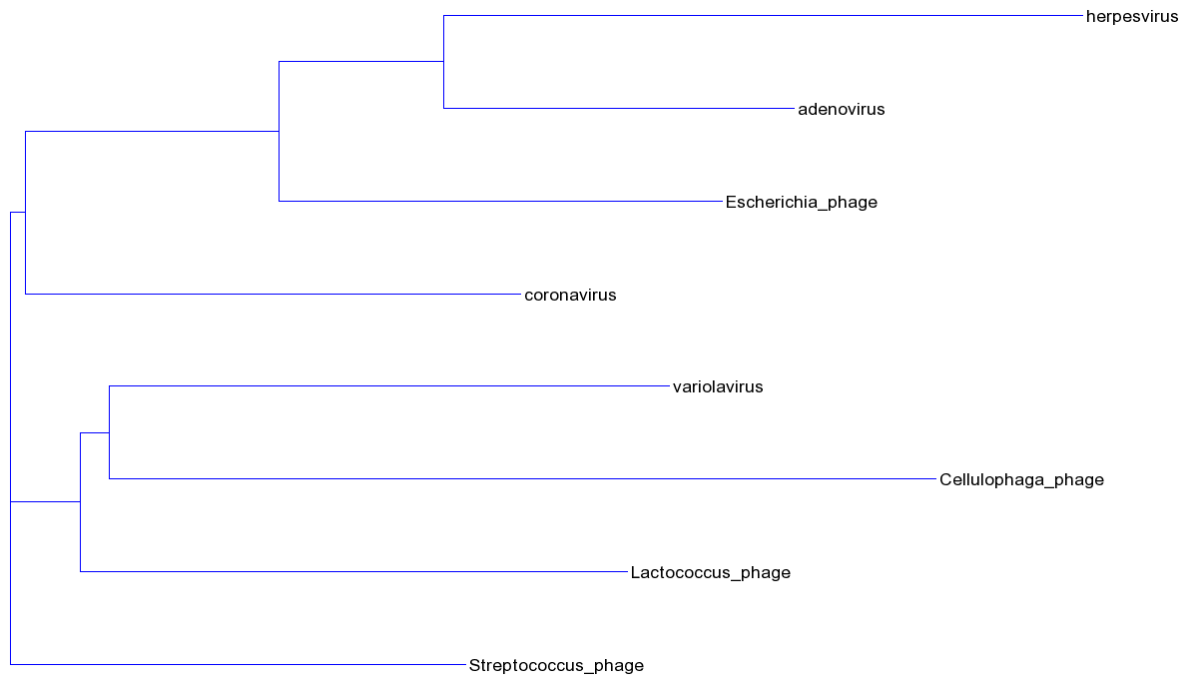 herpesvirus
adenovirus
Escherichia_phage
coronavirus
variolavirus
Cellulophaga_phage
Lactococcus_phage
Streptococcus_phage